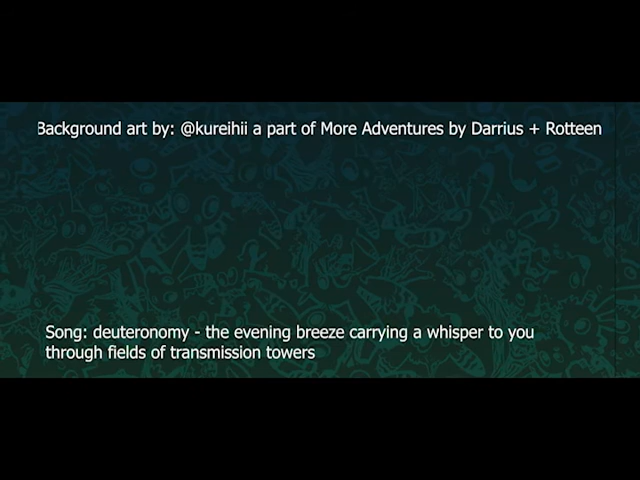 Background art by: @kureihii a part of More Adventures by Darrius + Rotteen
Song: deuteronomy - the evening breeze carrying a whisper to you
through fields of transmission towers